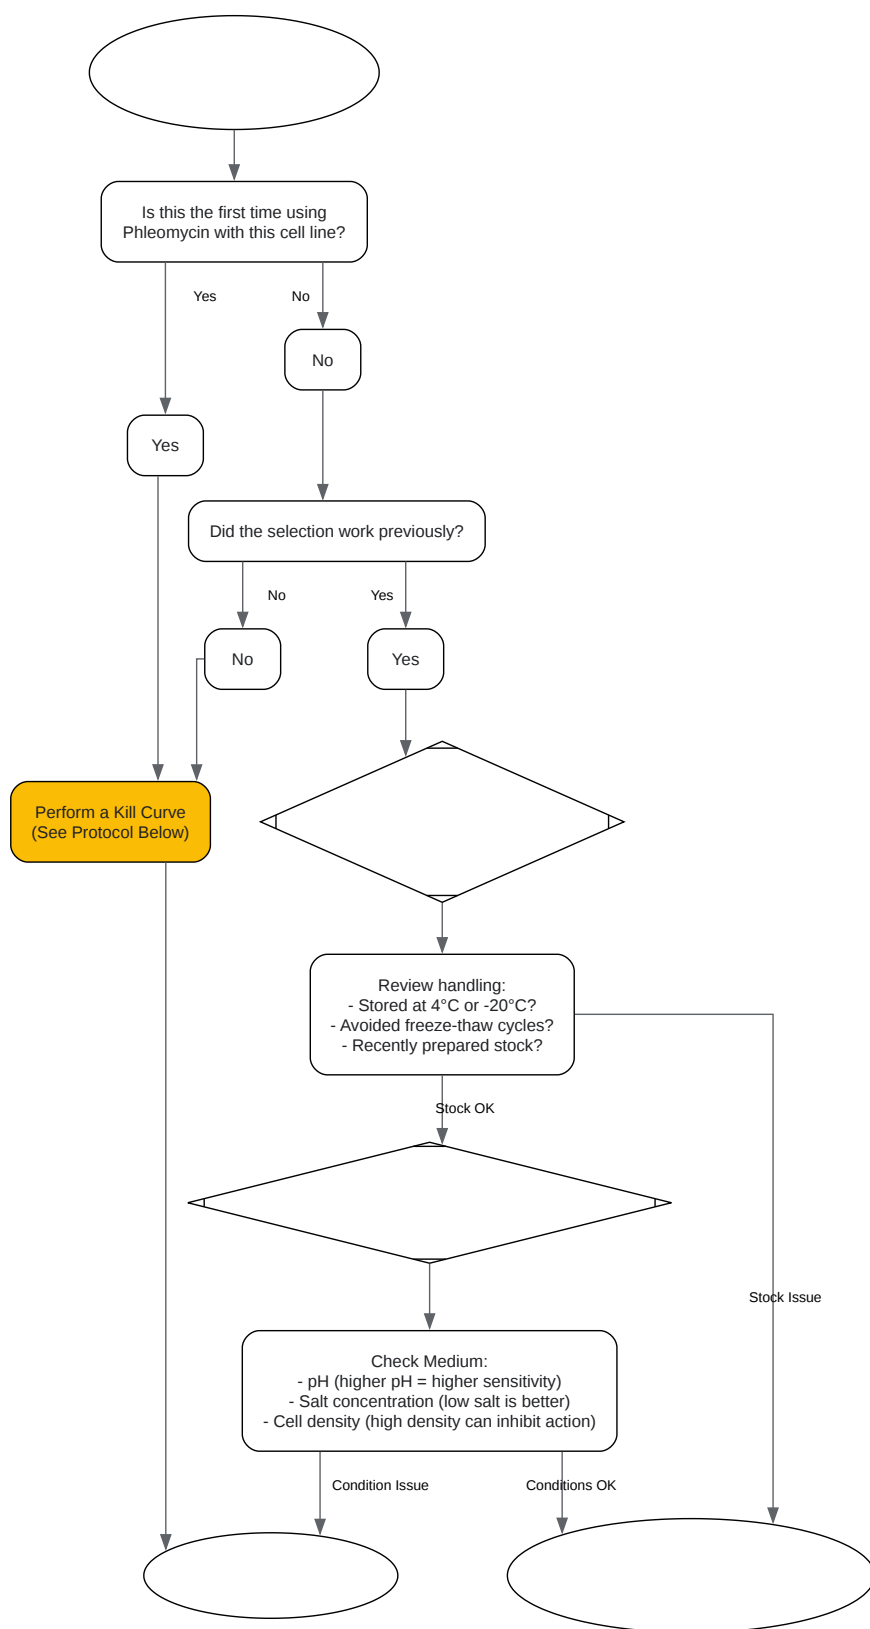 Is this the first time using
Phleomycin with this cell line?
Yes
No
No
Yes
Did the selection work previously?
No
Yes
No
Yes
Perform a Kill Curve
(See Protocol Below)
Review handling:
- Stored at 4°C or -20°C?
- Avoided freeze-thaw cycles?
- Recently prepared stock?
Stock OK
Stock Issue
Check Medium:
- pH (higher pH = higher sensitivity)
- Salt concentration (low salt is better)
- Cell density (high density can inhibit action)
Condition Issue
Conditions OK